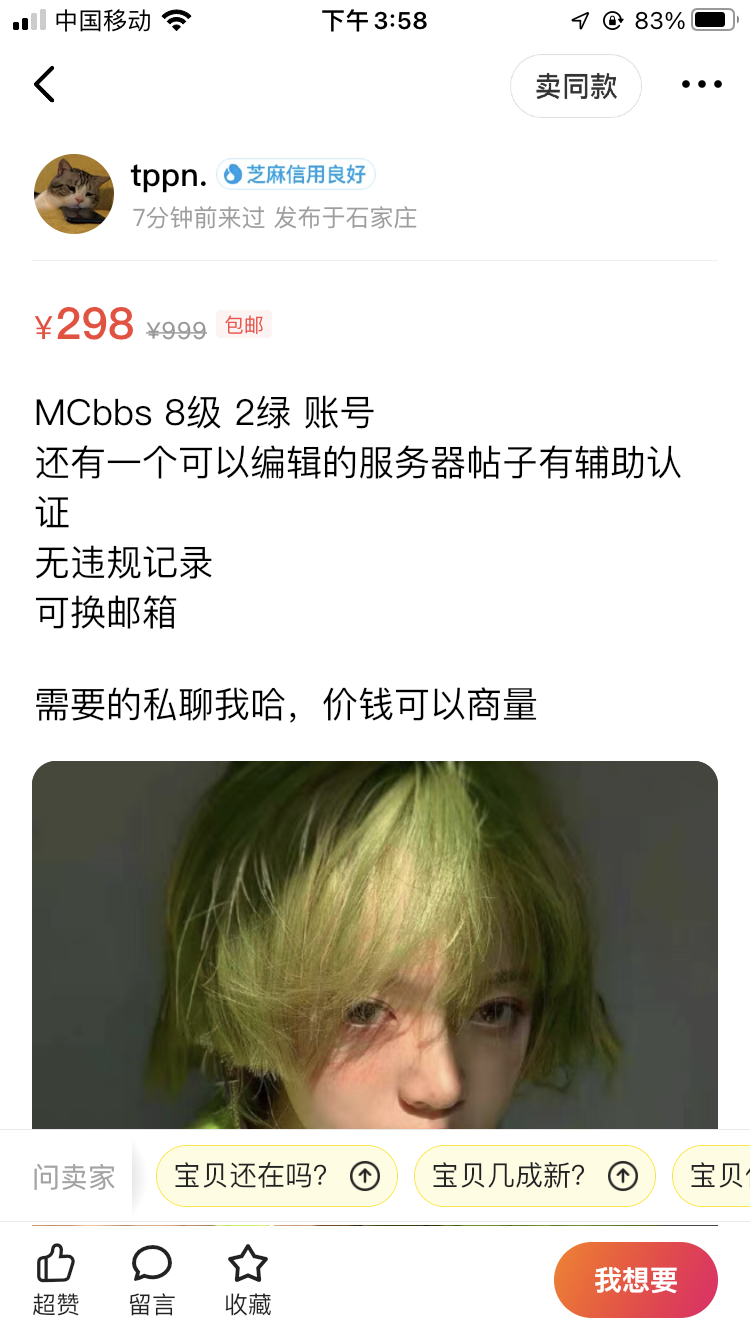 中国移动 下午3:58 83%
卖同款
tppn. 芝麻信用良好
7分钟前来过 发布于石家庄
¥298 ¥999 包邮
MCbbs 8级 2绿 账号
还有一个可以编辑的服务器帖子有辅助认
证
无违规记录
可换邮箱
需要的私聊我哈，价钱可以商量
问卖家 宝贝还在吗? 宝贝几成新? 宝贝
超赞 留言 收藏 我想要